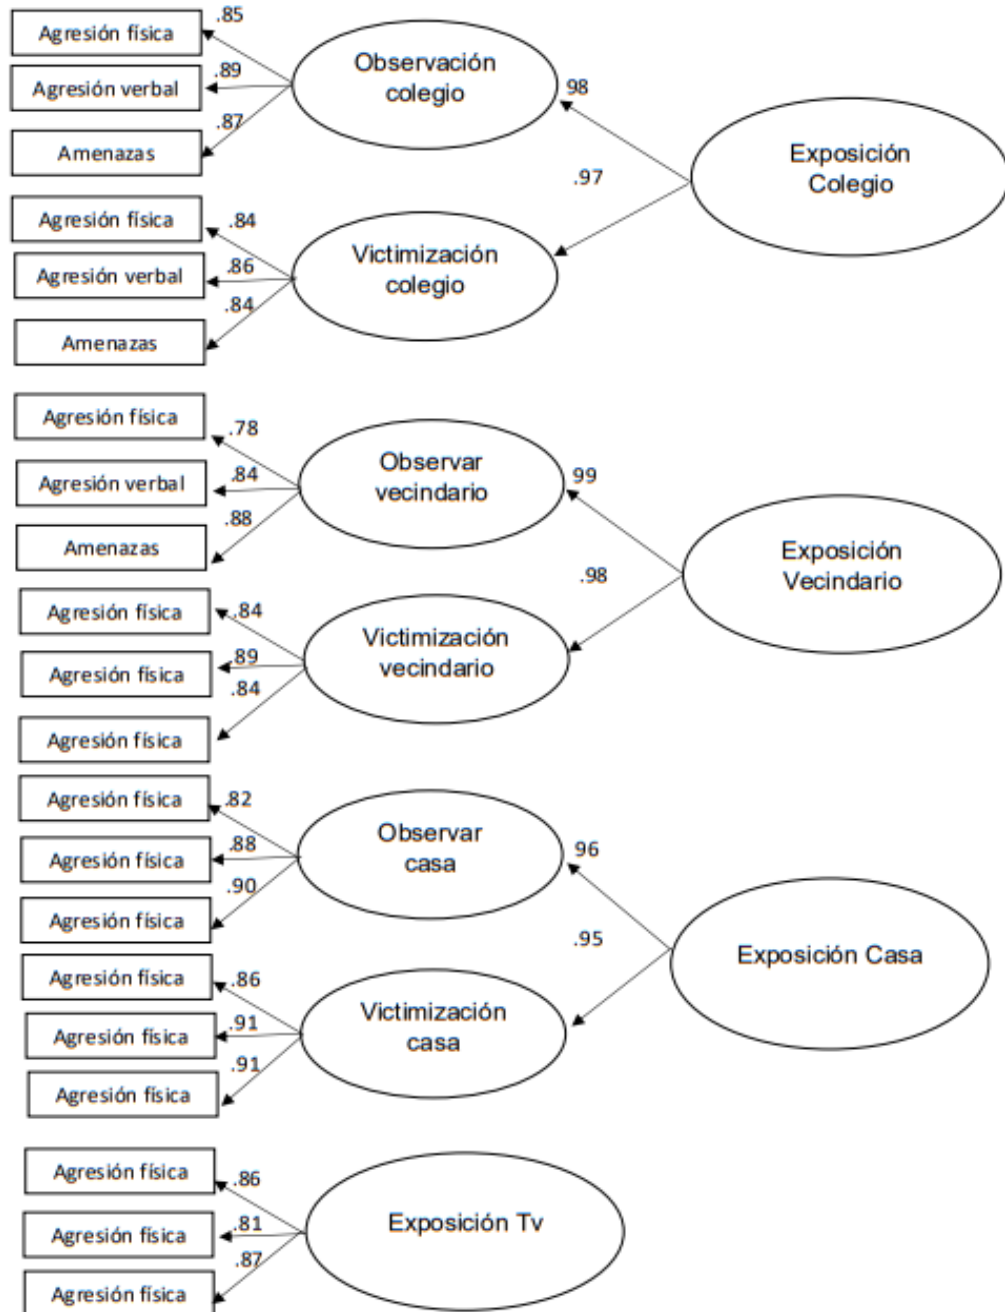 Agresión física
.85
Agresión verbal
.89
Amenazas
.87
Observación
colegio
98
Agresión física
.84
Agresión verbal
.86
Amenazas
.84
Victimización
colegio
.97
Exposición
Colegio
Agresión física
.78
Agresión verbal
.84
Amenazas
.88
Observar
vecindario
99
Agresión física
.84
Agresión física
.89
Agresión física
.84
Victimización
vecindario
.98
Exposición
Vecindario
Agresión física
.82
Agresión física
.88
Agresión física
.90
Observar
casa
96
Agresión física
.86
Agresión física
.91
Agresión física
.91
Victimización
casa
.95
Exposición Casa
Agresión física
.86
Agresión física
.81
Agresión física
.87
Exposición Tv